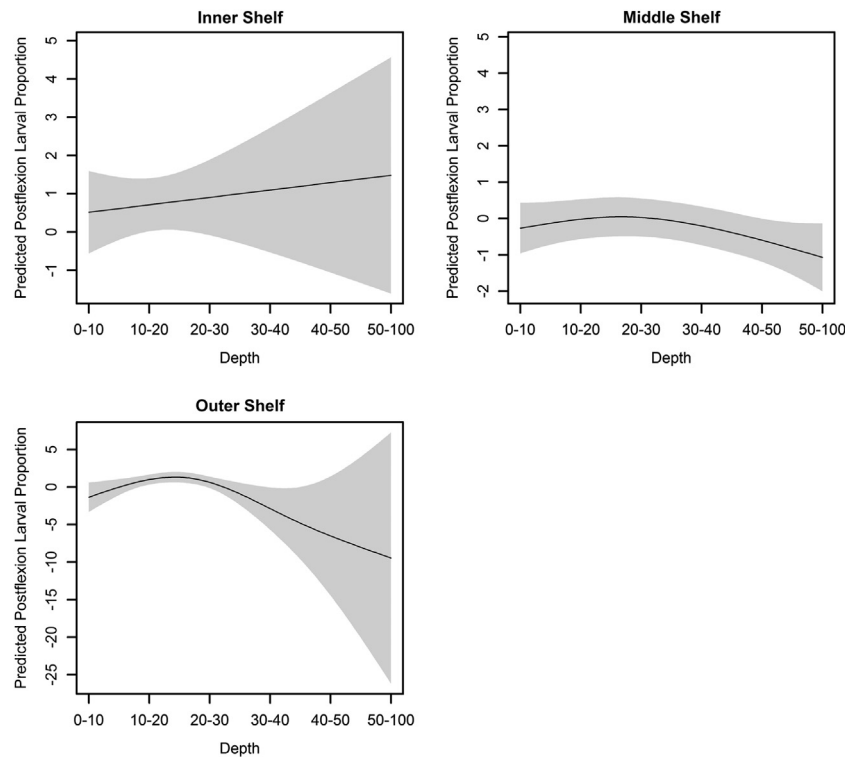 Inner Shelf
Predicted Postflexion Larval Proportion
5
4
3
2
1
0
-1
0-10 10-20 20-30 30-40 40-50 50-100
Depth
Middle Shelf
Predicted Postflexion Larval Proportion
5
4
3
2
1
0
-1
-2
0-10 10-20 20-30 30-40 40-50 50-100
Depth
Outer Shelf
Predicted Postflexion Larval Proportion
5
0
-5
-10
-15
-20
-25
0-10 10-20 20-30 30-40 40-50 50-100
Depth